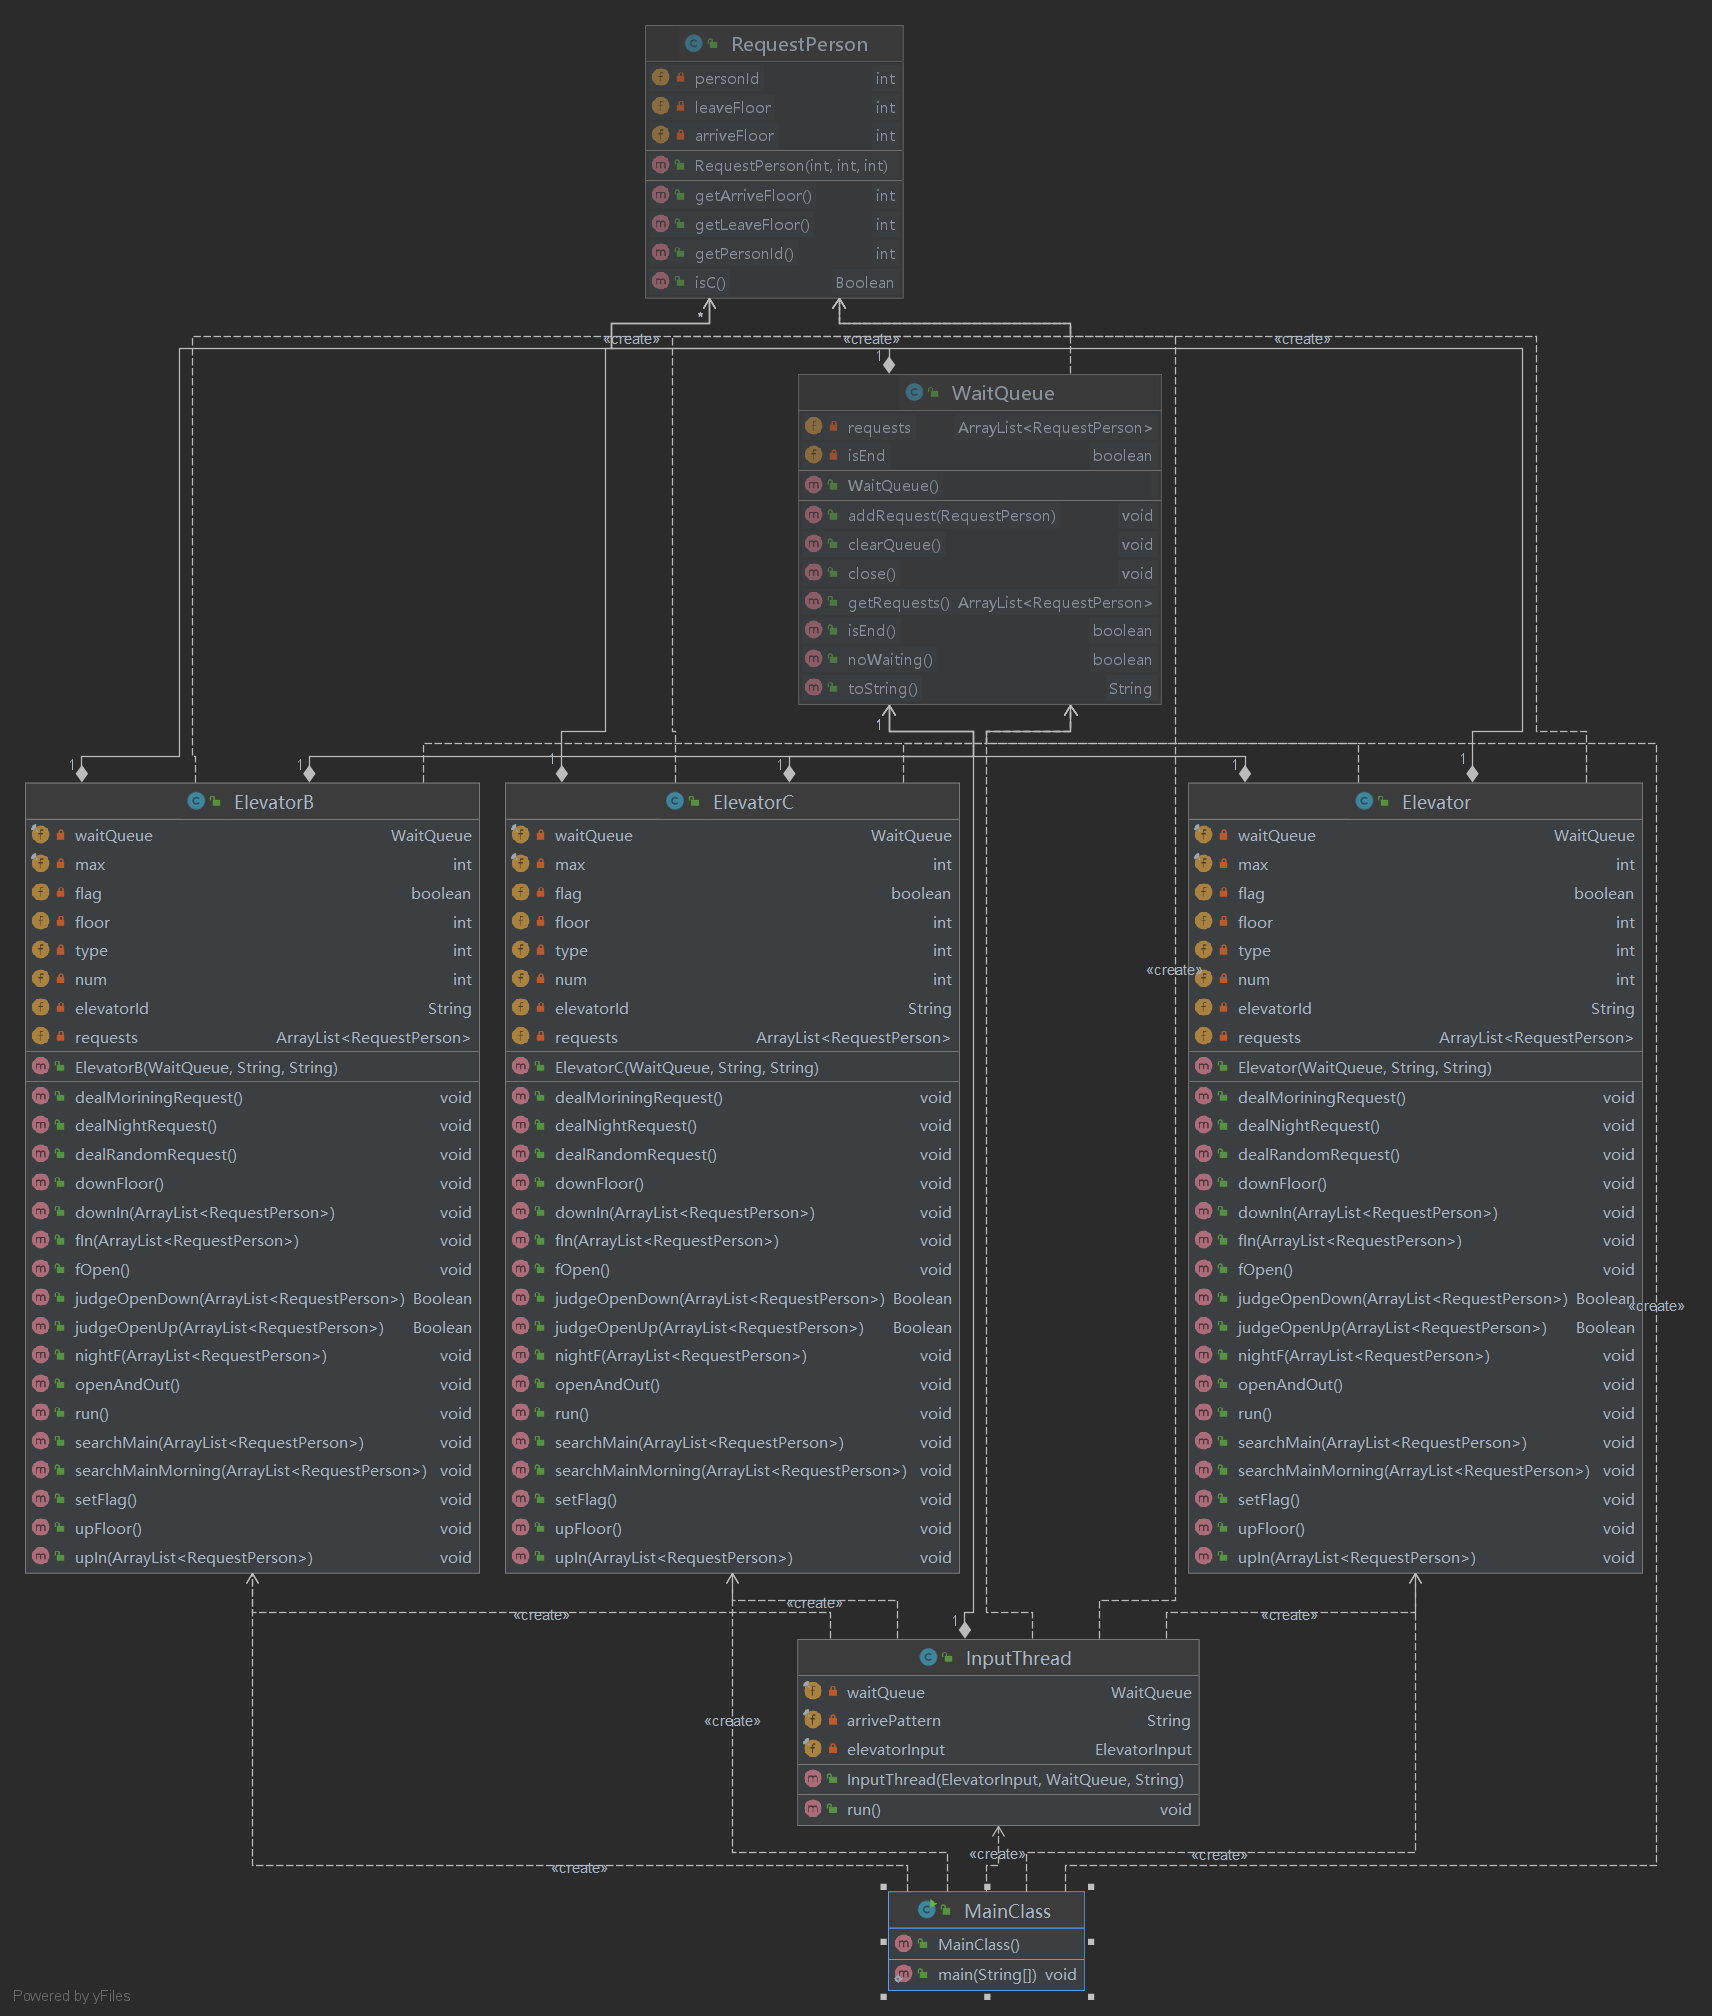 RequestPerson
personId int
leaveFloor int
arriveFloor int
RequestPerson(int, int, int)
getArriveFloor() int
getLeaveFloor() int
getPersonId() int
isC() Boolean
*
«create» «create» «create»
1
WaitQueue
requests ArrayList<RequestPerson>
isEnd boolean
WaitQueue()
addRequest(RequestPerson) void
clearQueue() void
close() void
getRequests() ArrayList<RequestPerson>
isEnd() boolean
noWaiting() boolean
toString() String
1
1 1 1 1 1 1
ElevatorB
waitQueue WaitQueue
max int
flag boolean
floor int
type int
num int
elevatorId String
requests ArrayList<RequestPerson>
ElevatorB(WaitQueue, String, String)
dealMoriningRequest() void
dealNightRequest() void
dealRandomRequest() void
downFloor() void
downIn(ArrayList<RequestPerson>) void
fIn(ArrayList<RequestPerson>) void
fOpen() void
judgeOpenDown(ArrayList<RequestPerson>) Boolean
judgeOpenUp(ArrayList<RequestPerson>) Boolean
nightF(ArrayList<RequestPerson>) void
openAndOut() void
run() void
searchMain(ArrayList<RequestPerson>) void
searchMainMorning(ArrayList<RequestPerson>) void
setFlag() void
upFloor() void
upIn(ArrayList<RequestPerson>) void
ElevatorC
waitQueue WaitQueue
max int
flag boolean
floor int
type int
num int
elevatorId String
requests ArrayList<RequestPerson>
ElevatorC(WaitQueue, String, String)
dealMoriningRequest() void
dealNightRequest() void
dealRandomRequest() void
downFloor() void
downIn(ArrayList<RequestPerson>) void
fIn(ArrayList<RequestPerson>) void
fOpen() void
judgeOpenDown(ArrayList<RequestPerson>) Boolean
judgeOpenUp(ArrayList<RequestPerson>) Boolean
nightF(ArrayList<RequestPerson>) void
openAndOut() void
run() void
searchMain(ArrayList<RequestPerson>) void
searchMainMorning(ArrayList<RequestPerson>) void
setFlag() void
upFloor() void
upIn(ArrayList<RequestPerson>) void
«create»
Elevator
waitQueue WaitQueue
max int
flag boolean
floor int
type int
num int
elevatorId String
requests ArrayList<RequestPerson>
Elevator(WaitQueue, String, String)
dealMoriningRequest() void
dealNightRequest() void
dealRandomRequest() void
downFloor() void
downIn(ArrayList<RequestPerson>) void
fIn(ArrayList<RequestPerson>) void
fOpen() void
judgeOpenDown(ArrayList<RequestPerson>) Boolean
judgeOpenUp(ArrayList<RequestPerson>) Boolean
nightF(ArrayList<RequestPerson>) void
openAndOut() void
run() void
searchMain(ArrayList<RequestPerson>) void
searchMainMorning(ArrayList<RequestPerson>) void
setFlag() void
upFloor() void
upIn(ArrayList<RequestPerson>) void
«create»
«create» «create» «create»
1
InputThread
waitQueue WaitQueue
arrivePattern String
elevatorInput ElevatorInput
InputThread(ElevatorInput, WaitQueue, String)
run() void
«create»
«create» «create» «create»
MainClass
MainClass()
main(String[]) void
Powered by yFiles